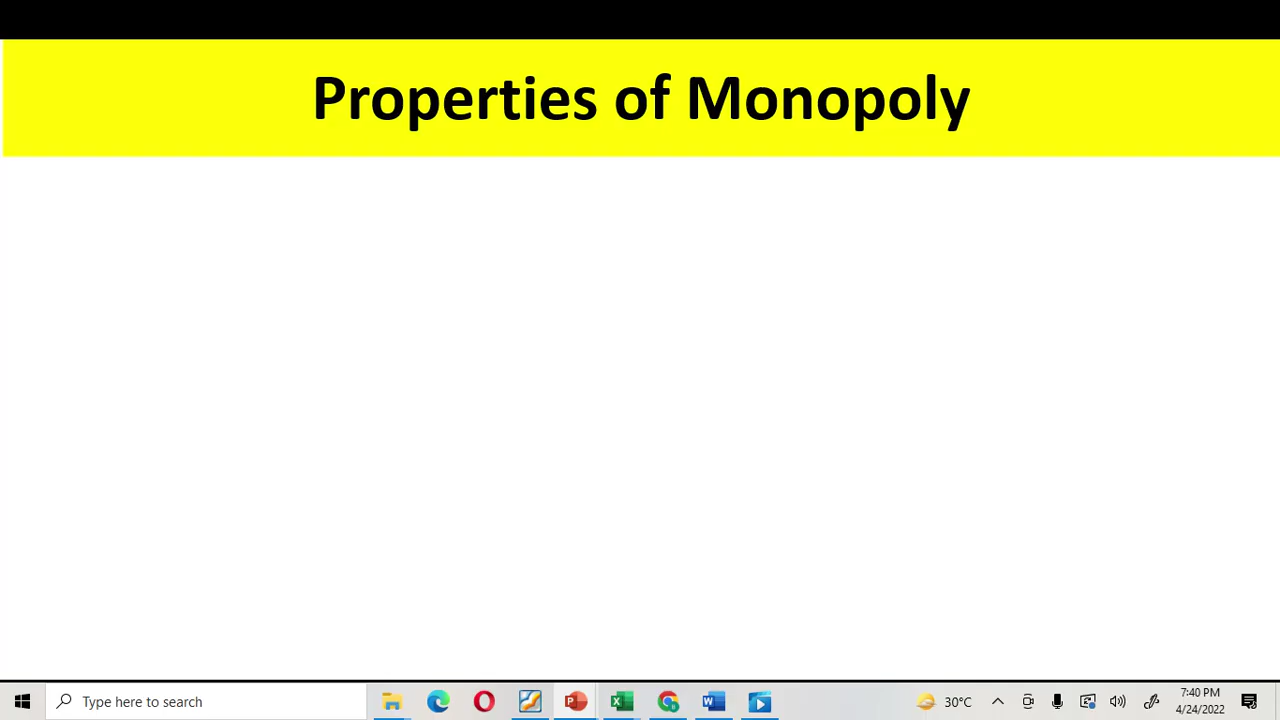 Properties of Monopoly
Type here to search
30°C
7:40 PM
4/24/2022